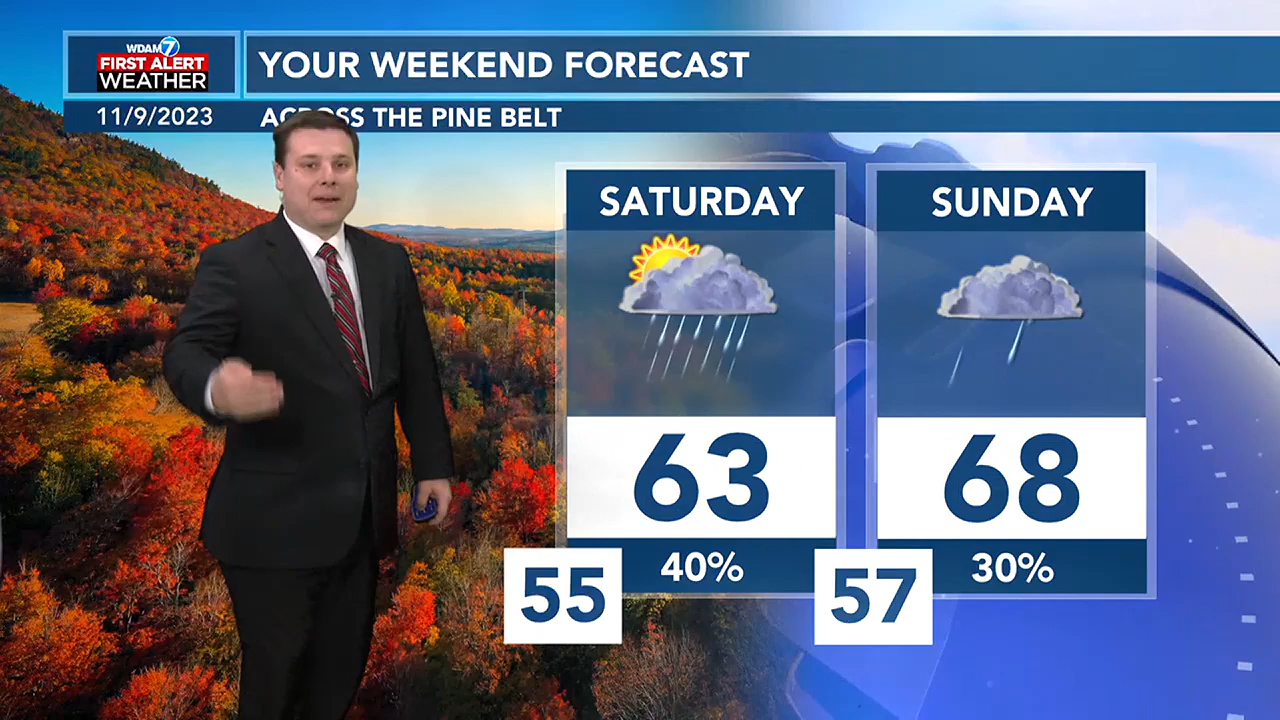 WDAM 7
FIRST ALERT
WEATHER
YOUR WEEKEND FORECAST
11/9/2023
ACROSS THE PINE BELT
SATURDAY
SUNDAY
63
68
40%
30%
55
57